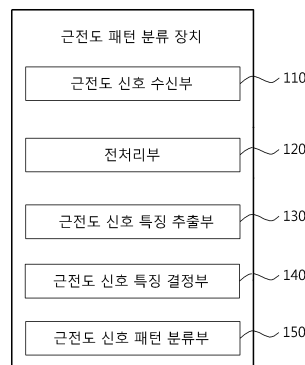 근전도 패턴 분류 장치
근전도 신호 수신부 110
전처리부 120
근전도 신호 특징 추출부 130
근전도 신호 특징 결정부 140
근전도 신호 패턴 분류부 150